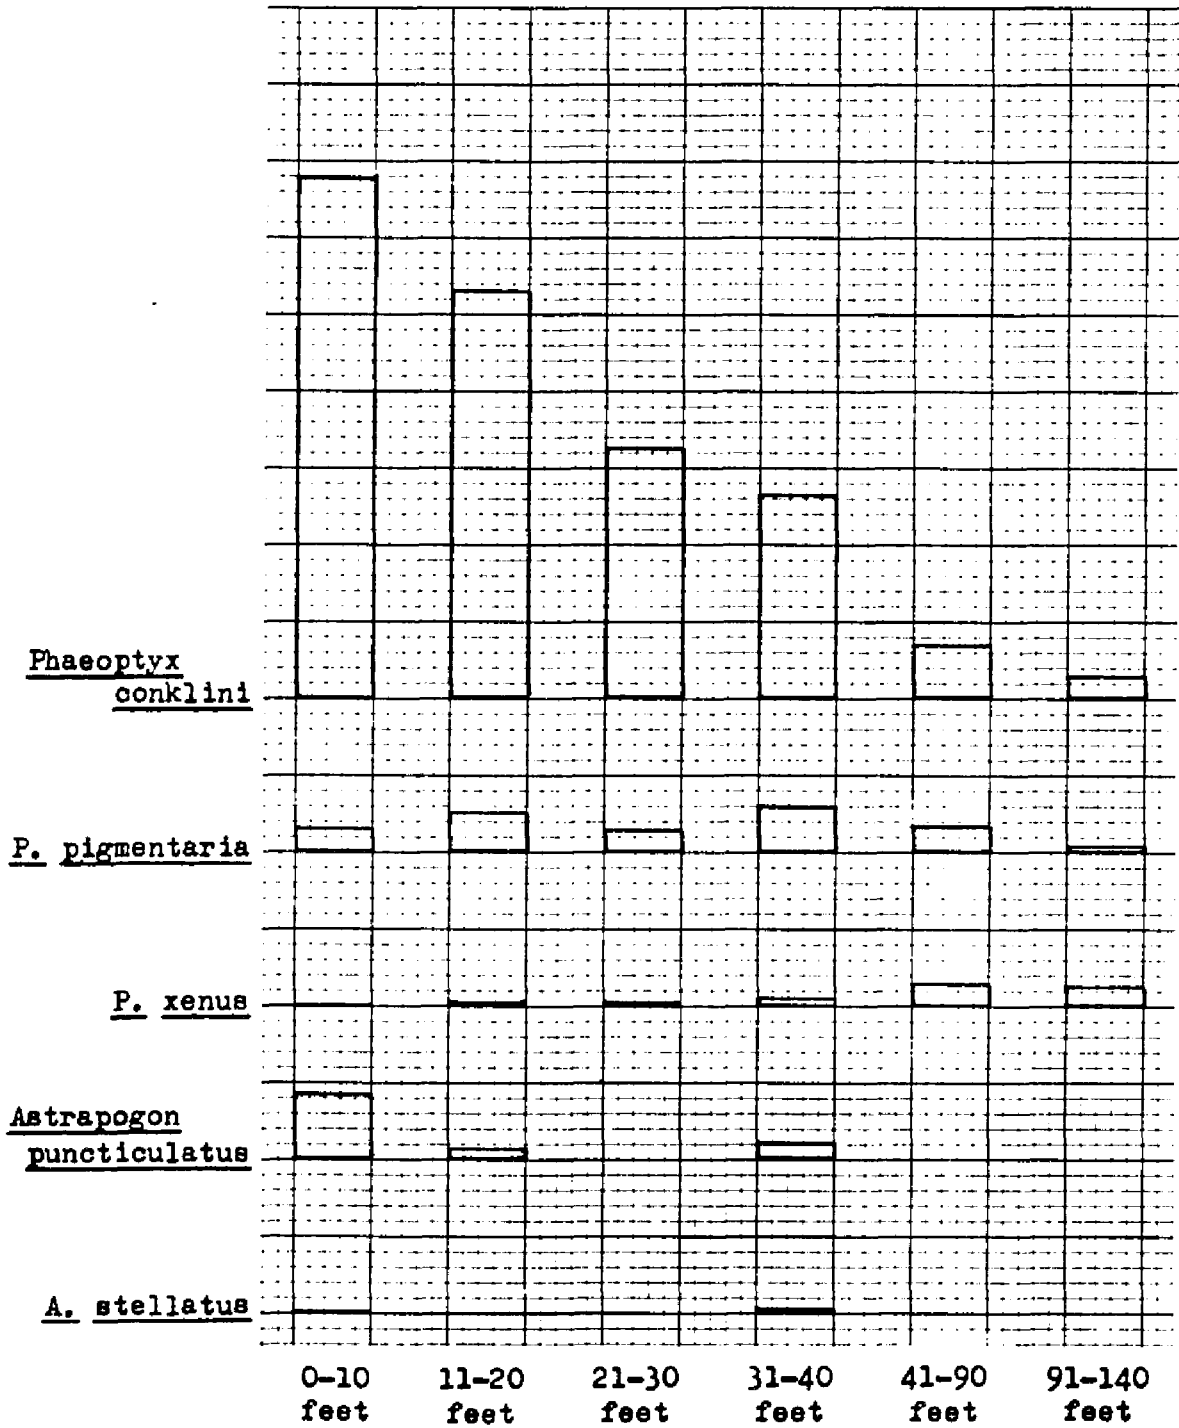 Phaeoptyx
conklini
P. pigmentaria
P. xenus
Astrapogon
puncticulatus
A. stellatus
0-10 11-20 21-30 31-40 41-90 91-140
feet feet feet feet feet feet